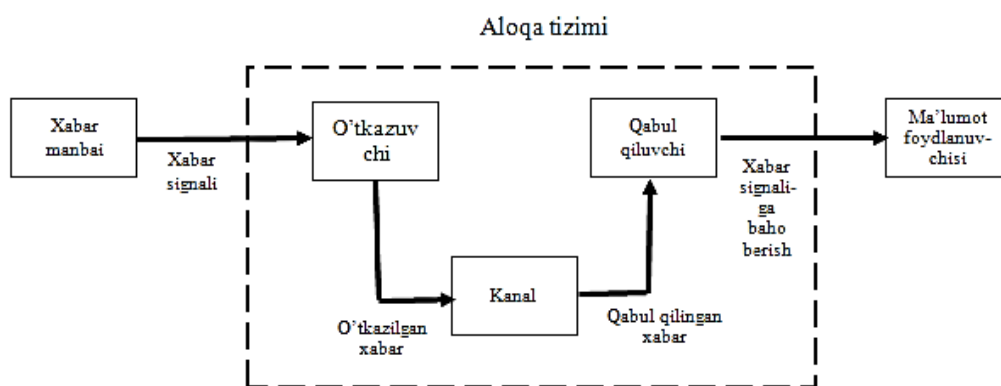 Aloqa tizimi
Xabar
manbai
Xabar
signali
O'tkazuv
chi
O'tkazilgan
xabar
Kanal
Qabul qilingan
xabar
Qabul
qiluvchi
Xabar
signali-
ga
baho
berish
Ma'lumot
foydlanuv-
chisi